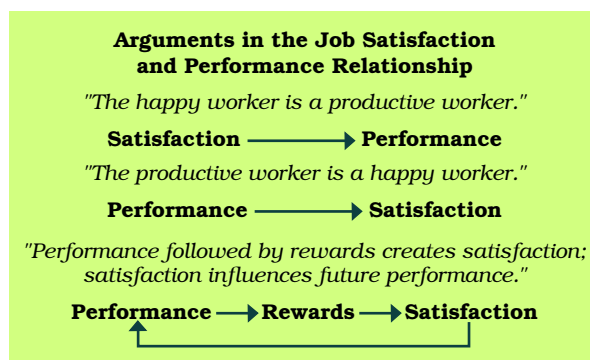 Arguments in the Job Satisfaction
and Performance Relationship
"The happy worker is a productive worker."
Satisfaction Performance
"The productive worker is a happy worker."
Performance Satisfaction
"Performance followed by rewards creates satisfaction;
satisfaction influences future performance."
Performance Rewards Satisfaction